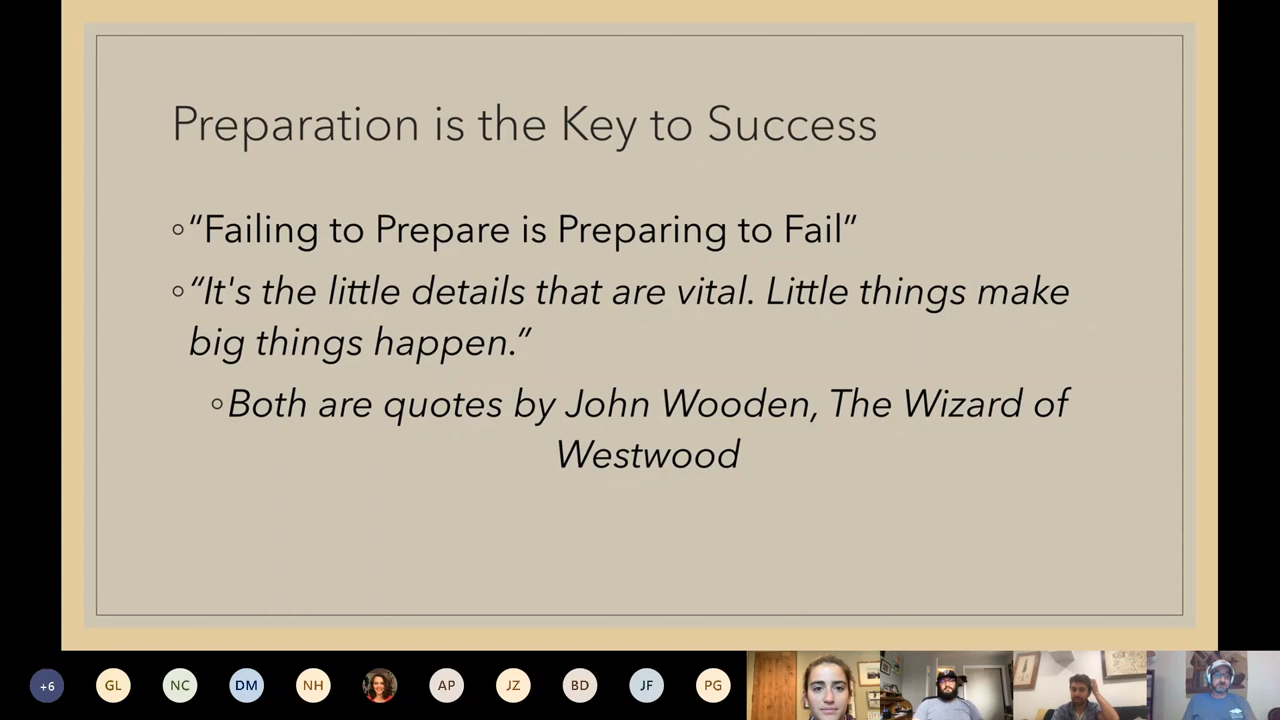 Preparation is the Key to Success
◦“Failing to Prepare is Preparing to Fail”
◦“It's the little details that are vital. Little things make
big things happen.”
◦Both are quotes by John Wooden, The Wizard of
Westwood
+6 GL NC DM NH AP JZ BD JF PG